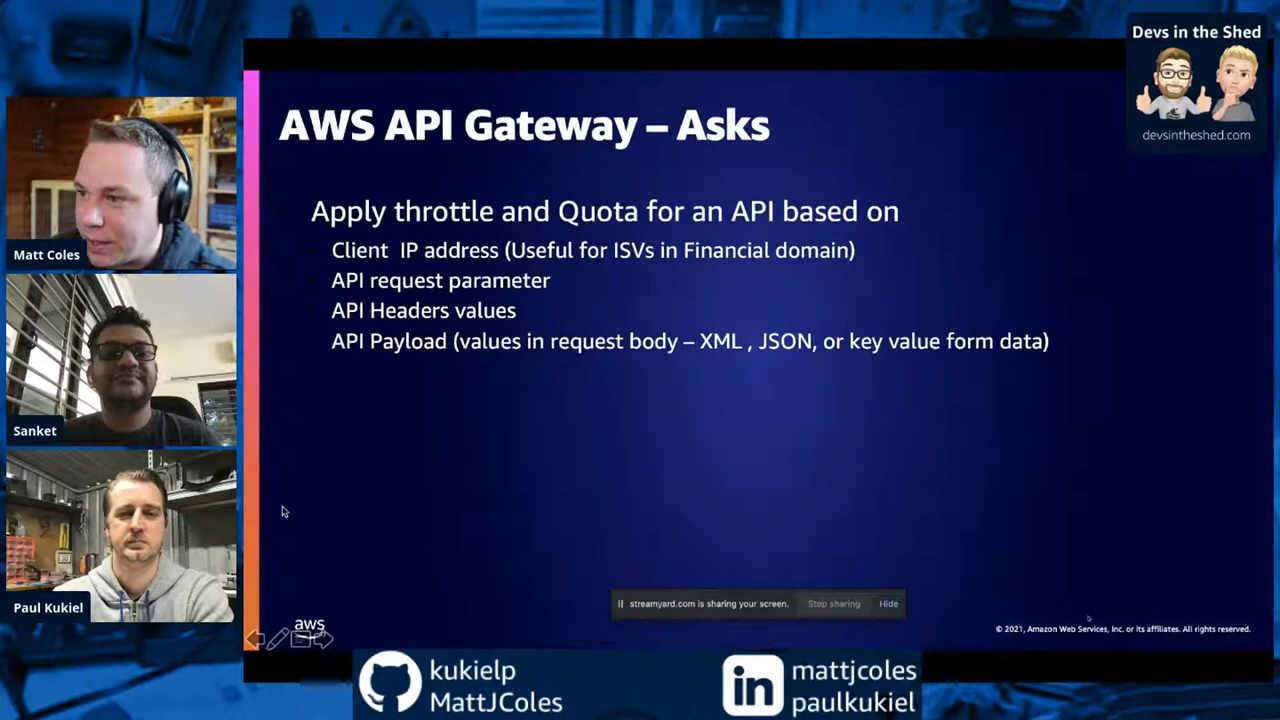 Devs in the Shed
devsintheshed.com
AWS API Gateway – Asks
Apply throttle and Quota for an API based on
Client  IP address (Useful for ISVs in Financial domain)
API request parameter
API Headers values
API Payload (values in request body – XML , JSON, or key value form data)
Matt Coles
Sanket
Paul Kukiel
streamyard.com is sharing your screen.
Stop sharing
Hide
aws
© 2021, Amazon Web Services, Inc. or its affiliates. All rights reserved.
kukielp
MattJColes
in
mattjcoles
paulkukiel